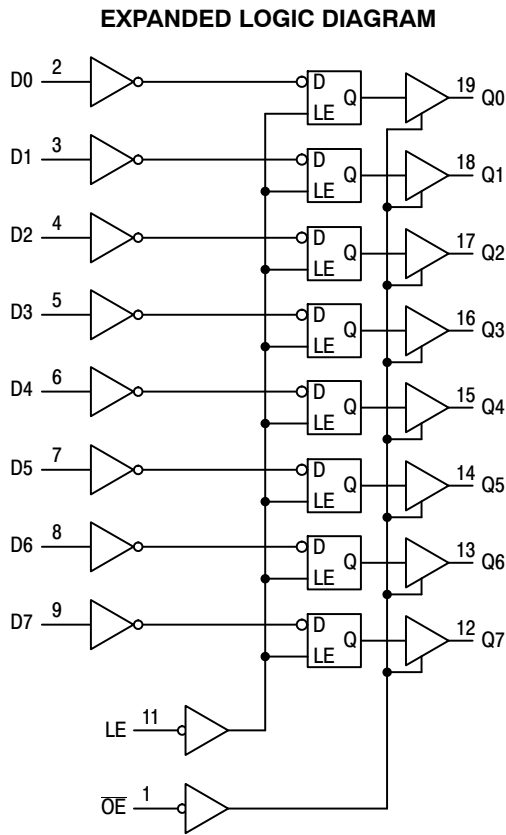 EXPANDED LOGIC DIAGRAM
D0 2 D LE Q 19 Q0
D1 3 D LE Q 18 Q1
D2 4 D LE Q 17 Q2
D3 5 D LE Q 16 Q3
D4 6 D LE Q 15 Q4
D5 7 D LE Q 14 Q5
D6 8 D LE Q 13 Q6
D7 9 D LE Q 12 Q7
LE 11
O̅E̅ 1